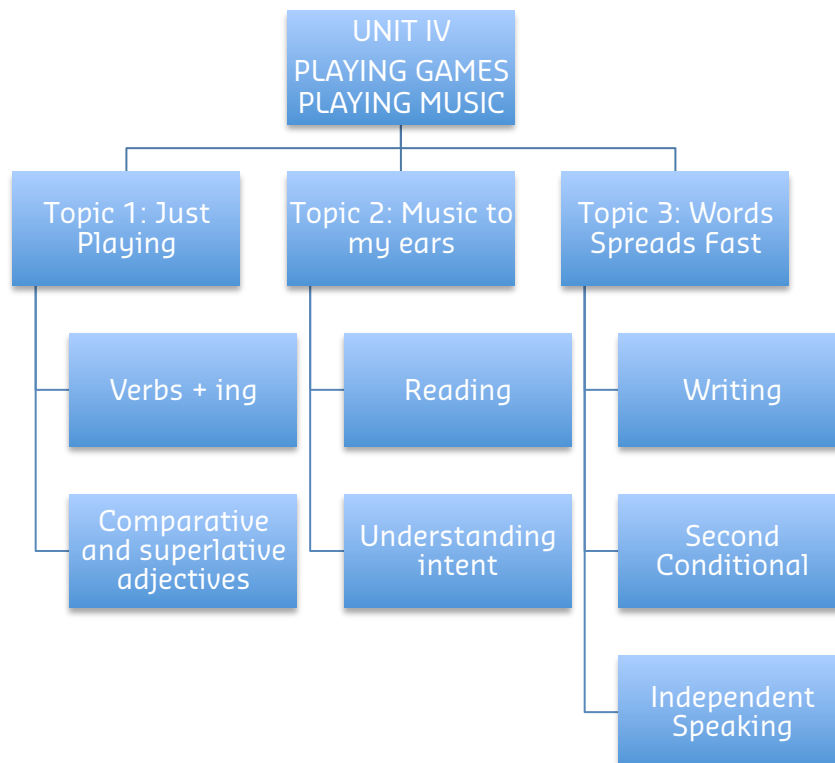 UNIT IV
PLAYING GAMES
PLAYING MUSIC
Topic 1: Just
Playing
Verbs + ing
Comparative
and superlative
adjectives
Topic 2: Music to
my ears
Reading
Understanding
intent
Topic 3: Words
Spreads Fast
Writing
Second
Conditional
Independent
Speaking